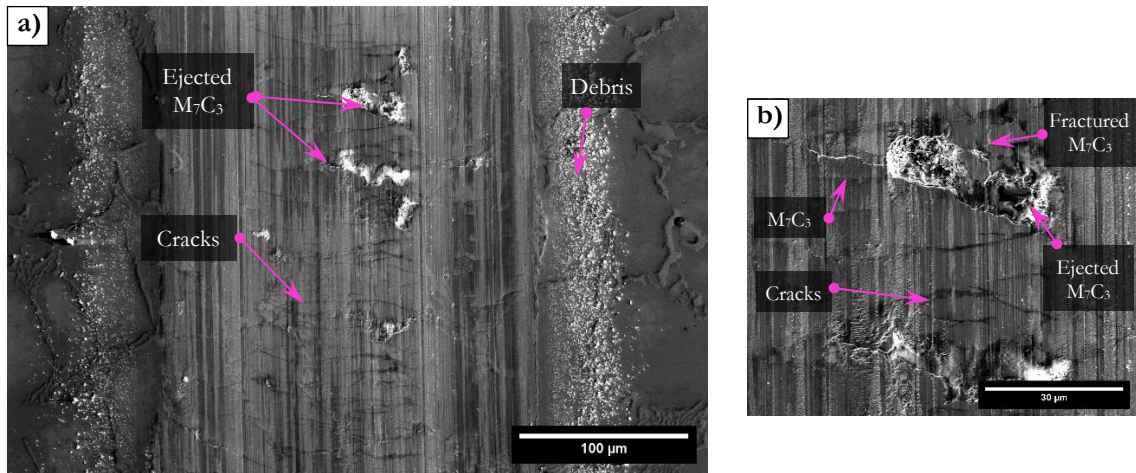 a)
Ejected
M₇C₃
Debris
Cracks
100 µm
b)
Fractured
M₇C₃
M₇C₃
Ejected
M₇C₃
Cracks
30 µm